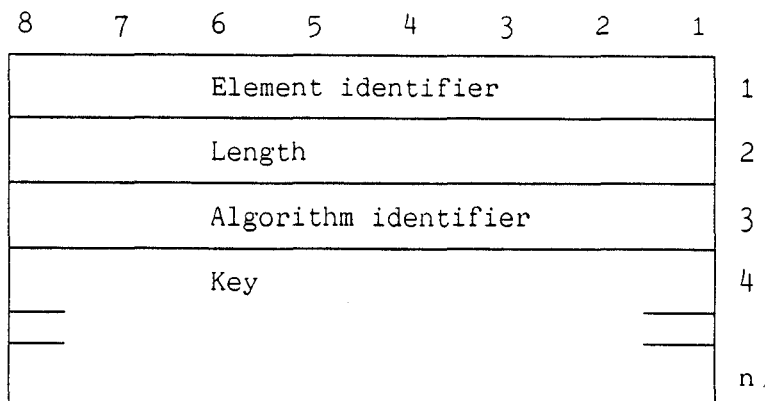 8 7 6 5 4 3 2 1
Element identifier 1
Length 2
Algorithm identifier 3
Key 4
n